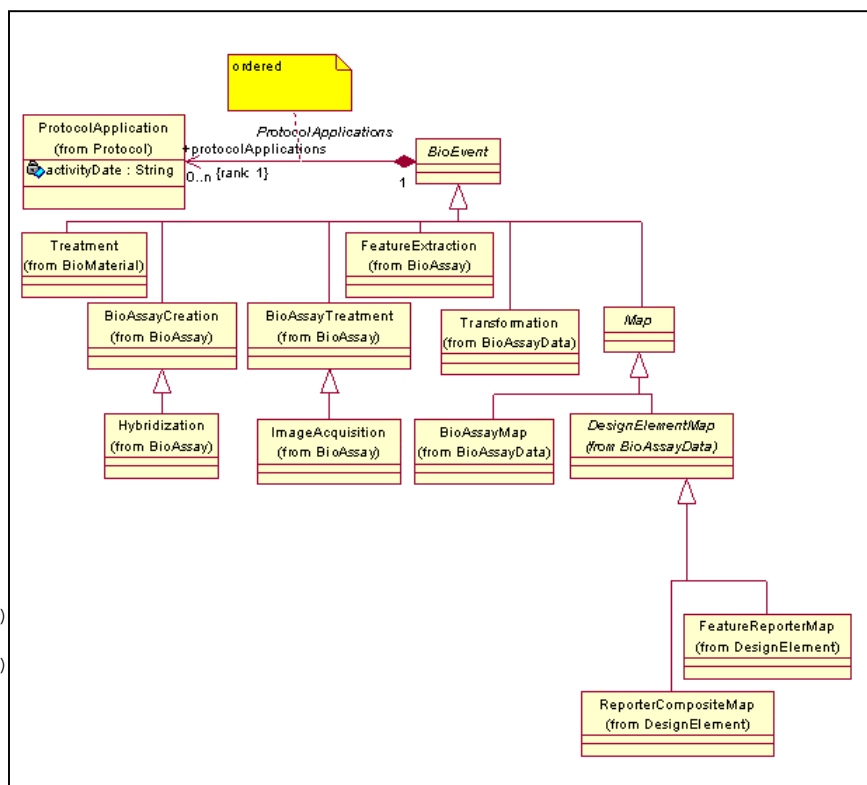 ordered
ProtocolApplication
(from Protocol)
activityDate : String
ProtocolApplications
+protocolApplications
0..n {rank: 1}
1
BioEvent
Treatment
(from BioMaterial)
FeatureExtraction
(from BioAssay)
BioAssayCreation
(from BioAssay)
BioAssayTreatment
(from BioAssay)
Transformation
(from BioAssayData)
Map
Hybridization
(from BioAssay)
ImageAcquisition
(from BioAssay)
BioAssayMap
(from BioAssayData)
DesignElementMap
(from BioAssayData)
)
FeatureReporterMap
(from DesignElement)
)
ReporterCompositeMap
(from DesignElement)